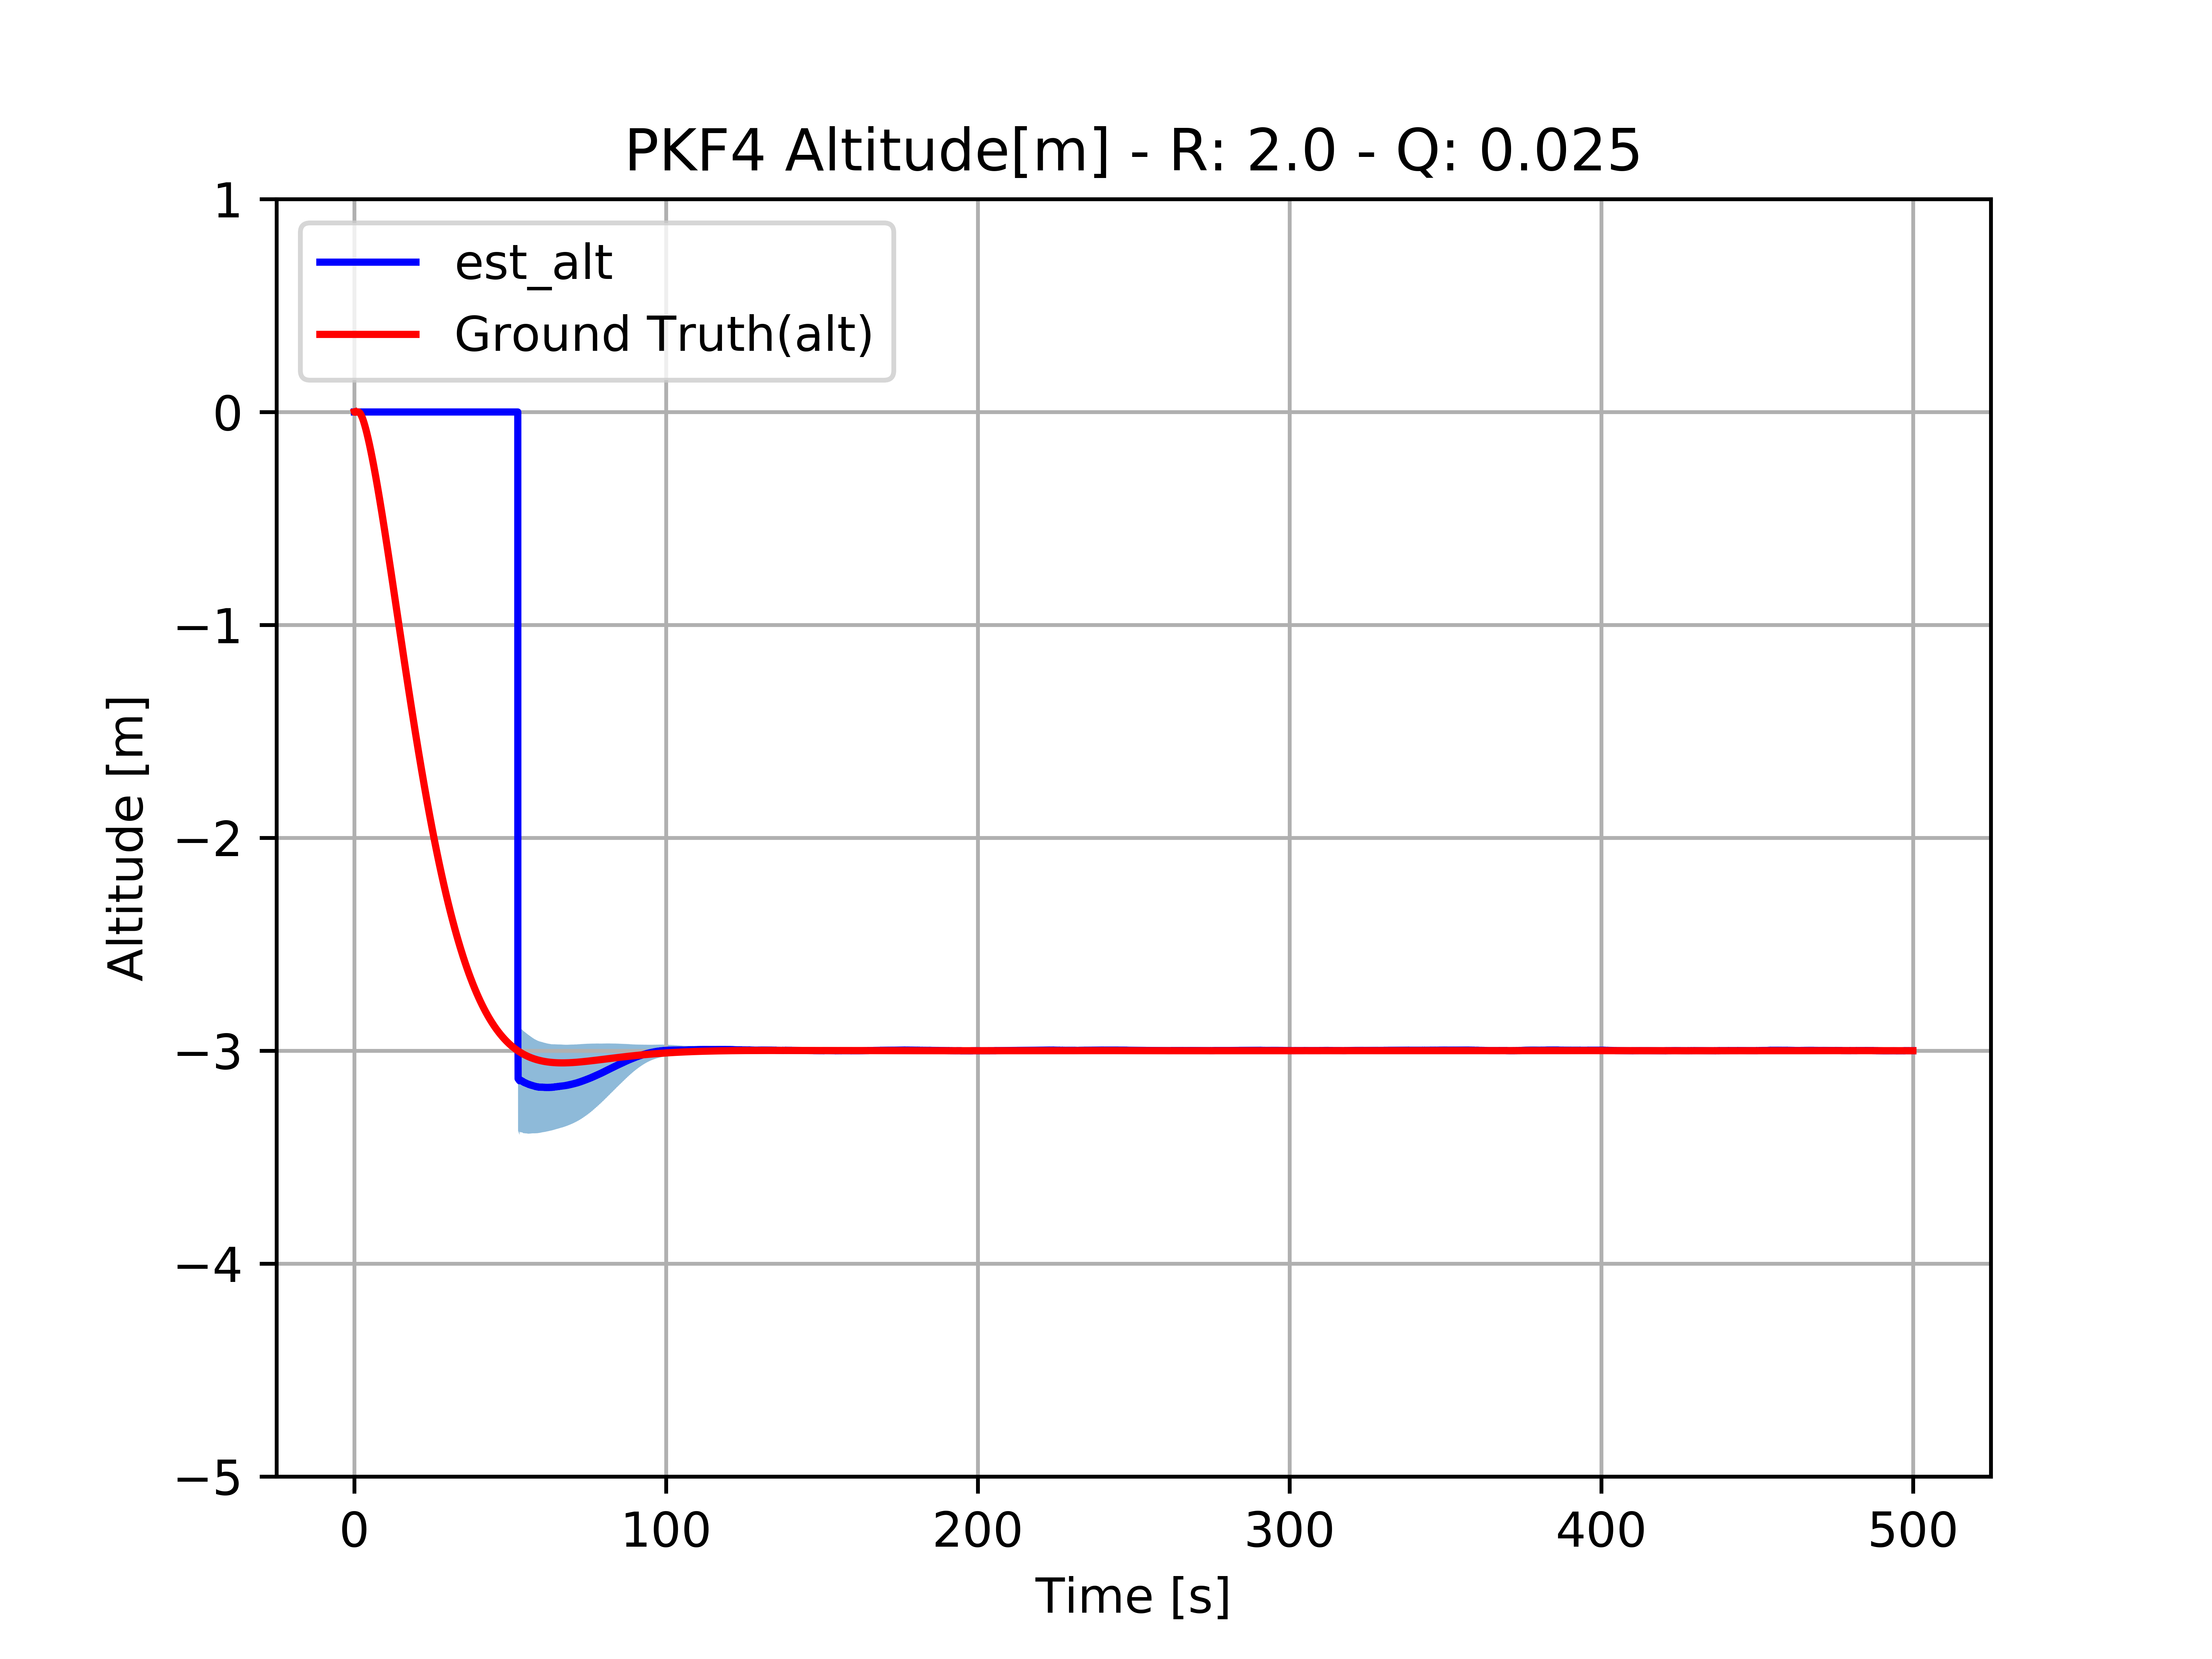 PKF4 Altitude[m] - R: 2.0 - Q: 0.025
1
est_alt
Ground Truth(alt)
0
−1
−2
−3
−4
−5
Altitude [m]
0 100 200 300 400 500
Time [s]